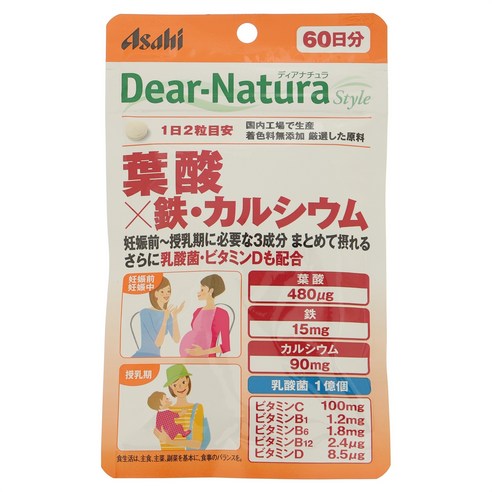 Asahi
60日分
ディアナチュラ
Dear-Natura Style
1日2粒目安
国内工場で生産
着色料無添加 厳選した原料
葉酸
×鉄・カルシウム
妊娠前～授乳期に必要な3成分 まとめて摂れる
さらに乳酸菌・ビタミンDも配合
妊娠前
妊娠中
葉酸
480μg
鉄
15mg
カルシウム
90mg
授乳期
乳酸菌 1億個
ビタミンC 100mg
ビタミンB1 1.2mg
ビタミンB6 1.8mg
ビタミンB12 2.4μg
ビタミンD 8.5μg
食生活は、主食、主菜、副菜を基本に、食事のバランスを。